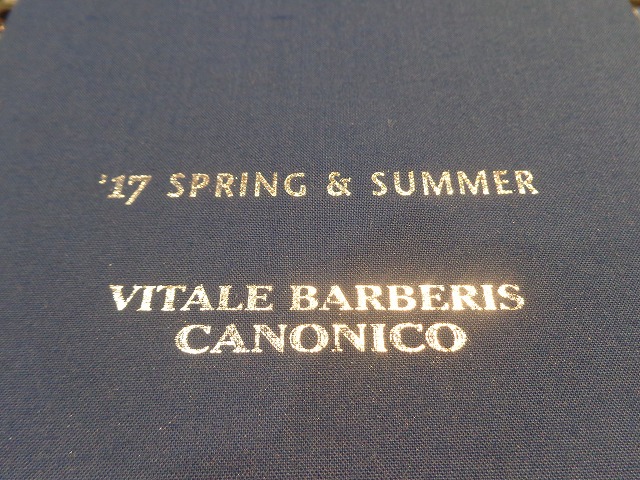 '17 SPRING & SUMMER
VITALE BARBERIS
CANONICO